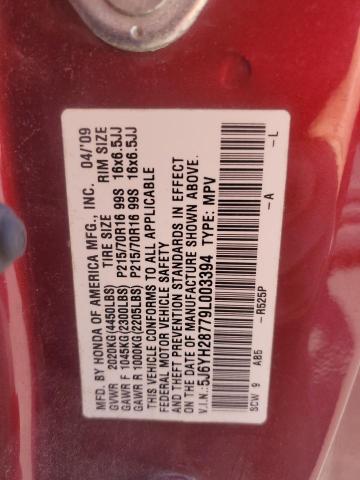 MFD. BY HONDA OF AMERICA MFG., INC. 04/'09
TIRE SIZE RIM SIZE
GVWR 2020KG(4450LBS)
GAWR F 1045KG(2300LBS) P215/70R16 99S 16x6.5JJ
GAWR R 1000KG(2205LBS) P215/70R16 99S 16x6.5JJ
THIS VEHICLE CONFORMS TO ALL APPLICABLE
FEDERAL MOTOR VEHICLE SAFETY
AND THEFT PREVENTION STANDARDS IN EFFECT
ON THE DATE OF MANUFACTURE SHOWN ABOVE.
V.I.N.: 5J6YH28779L003394 TYPE: MPV
SCW 9 A85 -R525P -A -L